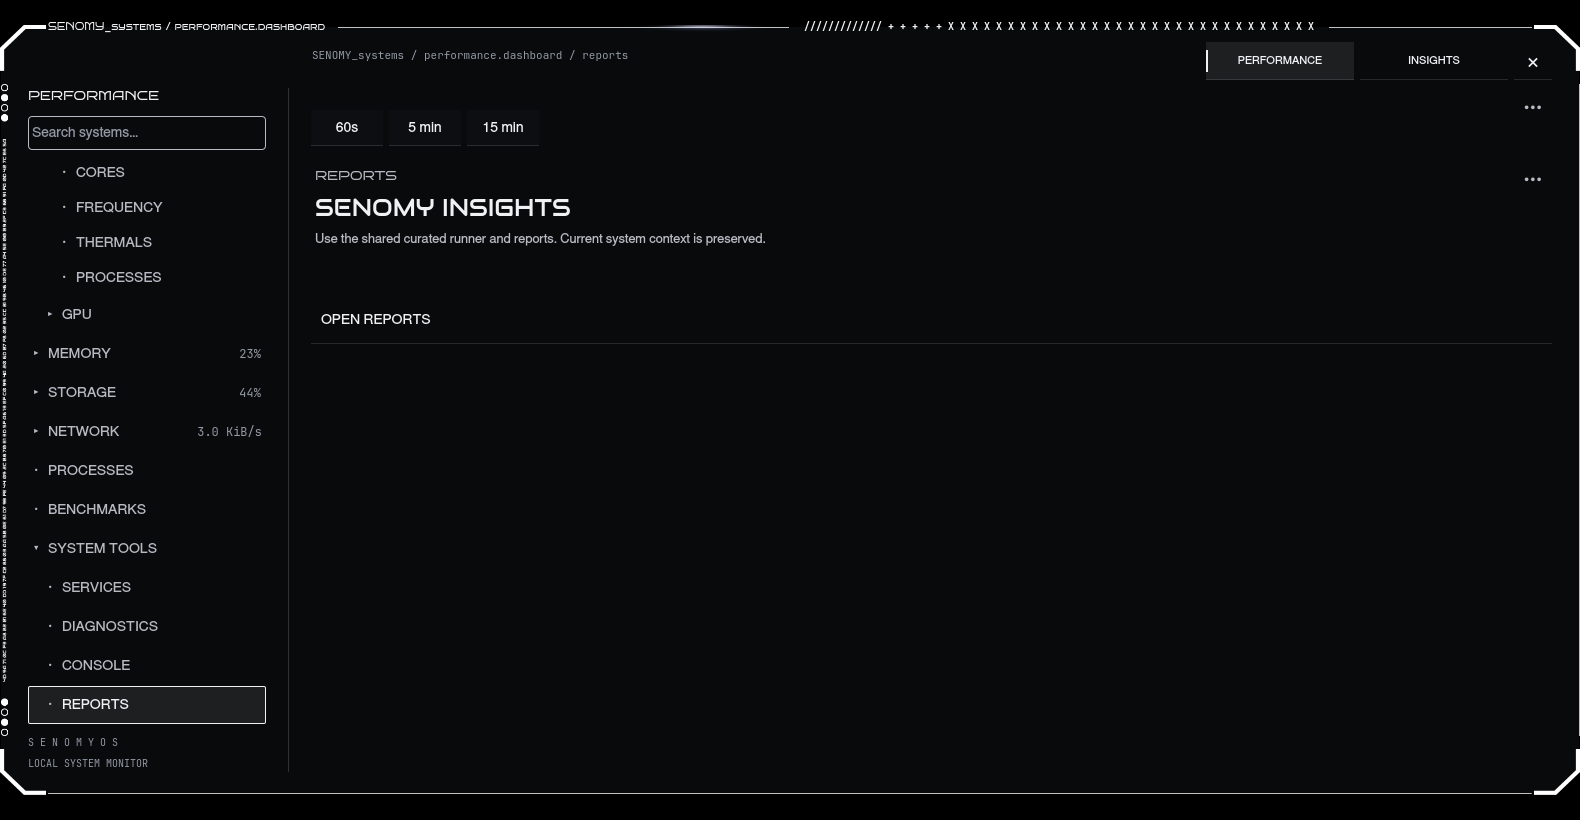 SENOMY_SYSTEMS / PERFORMANCE.DASHBOARD
///////////// + + + + + X X X X X X X X X X X X X X X X X X X X X X X X X X X X X X X
SENOMY_systems / performance.dashboard / reports
PERFORMANCE
INSIGHTS
×
PERFORMANCE
Search systems...
CORES
FREQUENCY
THERMALS
PROCESSES
GPU
MEMORY 23%
STORAGE 44%
NETWORK 3.0 KiB/s
PROCESSES
BENCHMARKS
SYSTEM TOOLS
SERVICES
DIAGNOSTICS
CONSOLE
REPORTS
S E N O M Y O S
LOCAL SYSTEM MONITOR
60s
5 min
15 min
REPORTS
SENOMY INSIGHTS
Use the shared curated runner and reports. Current system context is preserved.
OPEN REPORTS